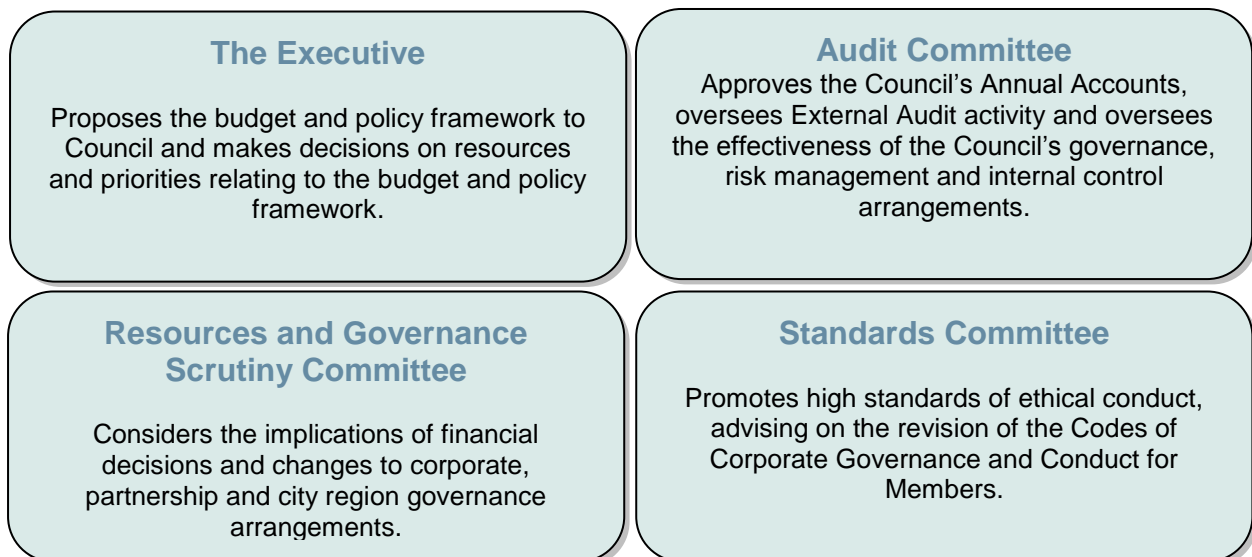 The Executive
Proposes the budget and policy framework to
Council and makes decisions on resources
and priorities relating to the budget and policy
framework.
Audit Committee
Approves the Council’s Annual Accounts,
oversees External Audit activity and oversees
the effectiveness of the Council’s governance,
risk management and internal control
arrangements.
Resources and Governance
Scrutiny Committee
Considers the implications of financial
decisions and changes to corporate,
partnership and city region governance
arrangements.
Standards Committee
Promotes high standards of ethical conduct,
advising on the revision of the Codes of
Corporate Governance and Conduct for
Members.